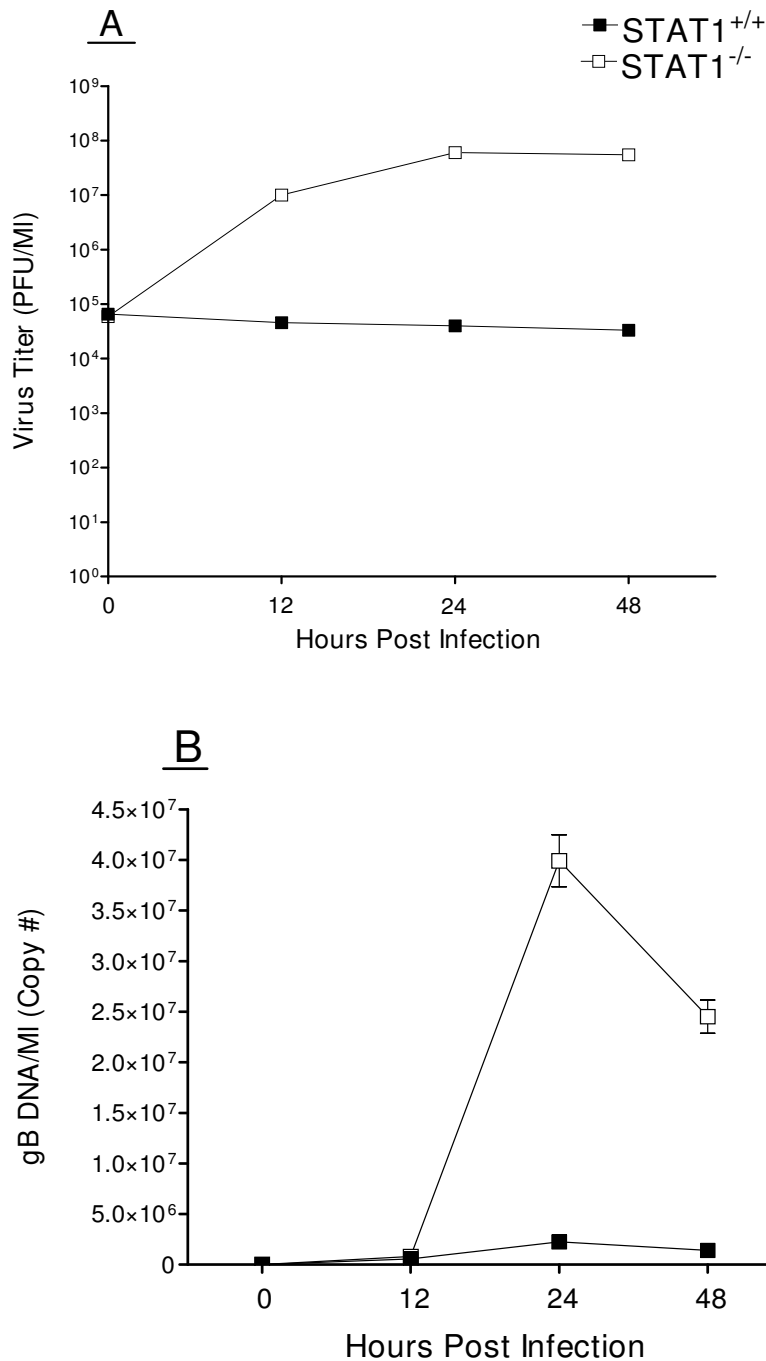 A
STAT1+/+
STAT1-/-
Virus Titer (PFU/Ml)
10⁹
10⁸
10⁷
10⁶
10⁵
10⁴
10³
10²
10¹
10⁰
0 12 24 48
Hours Post Infection
B
gB DNA/Ml (Copy #)
4.5×10⁷
4.0×10⁷
3.5×10⁷
3.0×10⁷
2.5×10⁷
2.0×10⁷
1.5×10⁷
1.0×10⁷
5.0×10⁶
0
0 12 24 48
Hours Post Infection